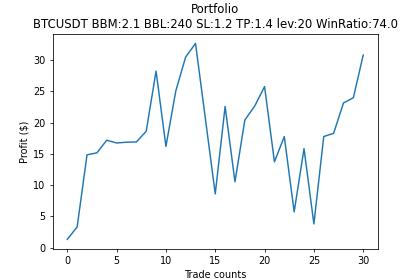 Portfolio
BTCUSDT BBM:2.1 BBL:240 SL:1.2 TP:1.4 lev:20 WinRatio:74.0
Profit ($)
30
25
20
15
10
5
0
0 5 10 15 20 25 30
Trade counts